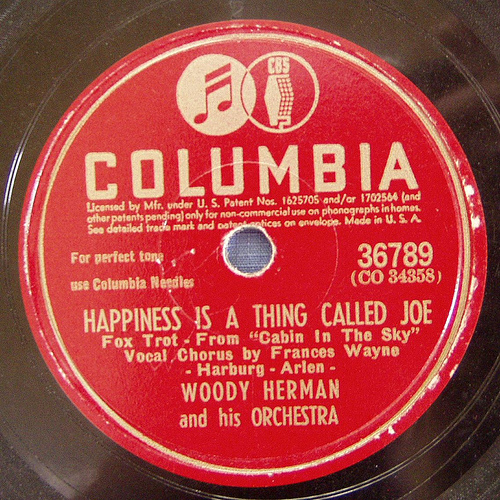 CBS
COLUMBIA
Licensed by Mfr. under U. S. Patent Nos. 1625705 and/or 1702564 (and
other patents pending) only for non-commercial use on phonographs in homes.
See detailed trade mark and patent notices on envelope. Made in U. S. A.
For perfect tone
use Columbia Needles
36789
(CO 34358)
HAPPINESS IS A THING CALLED JOE
Fox Trot - From "Cabin In The Sky"
Vocal Chorus by Frances Wayne
- Harburg - Arlen -
WOODY HERMAN
and his ORCHESTRA